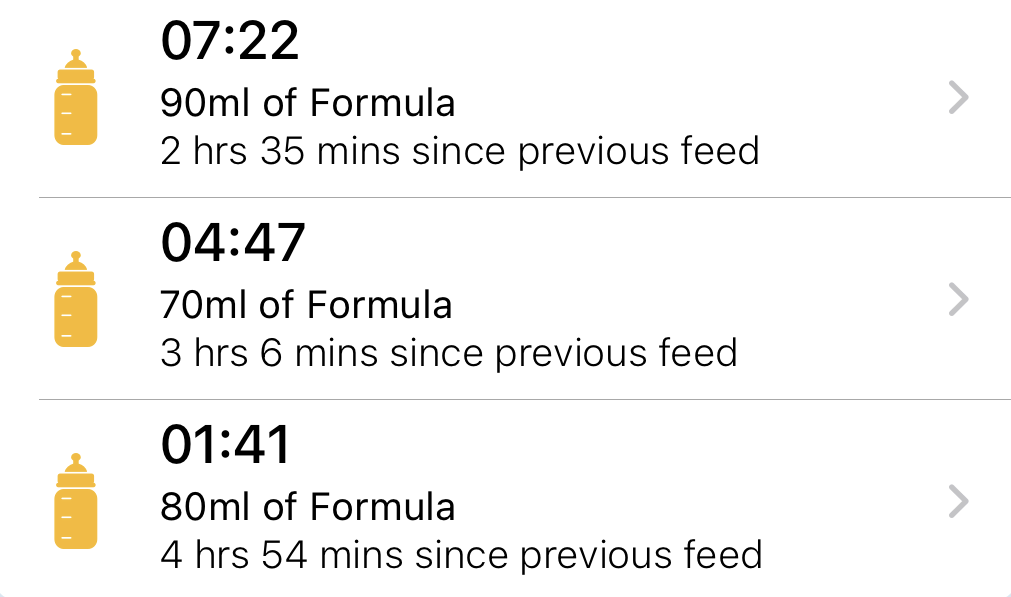 07:22
90ml of Formula
2 hrs 35 mins since previous feed
04:47
70ml of Formula
3 hrs 6 mins since previous feed
01:41
80ml of Formula
4 hrs 54 mins since previous feed